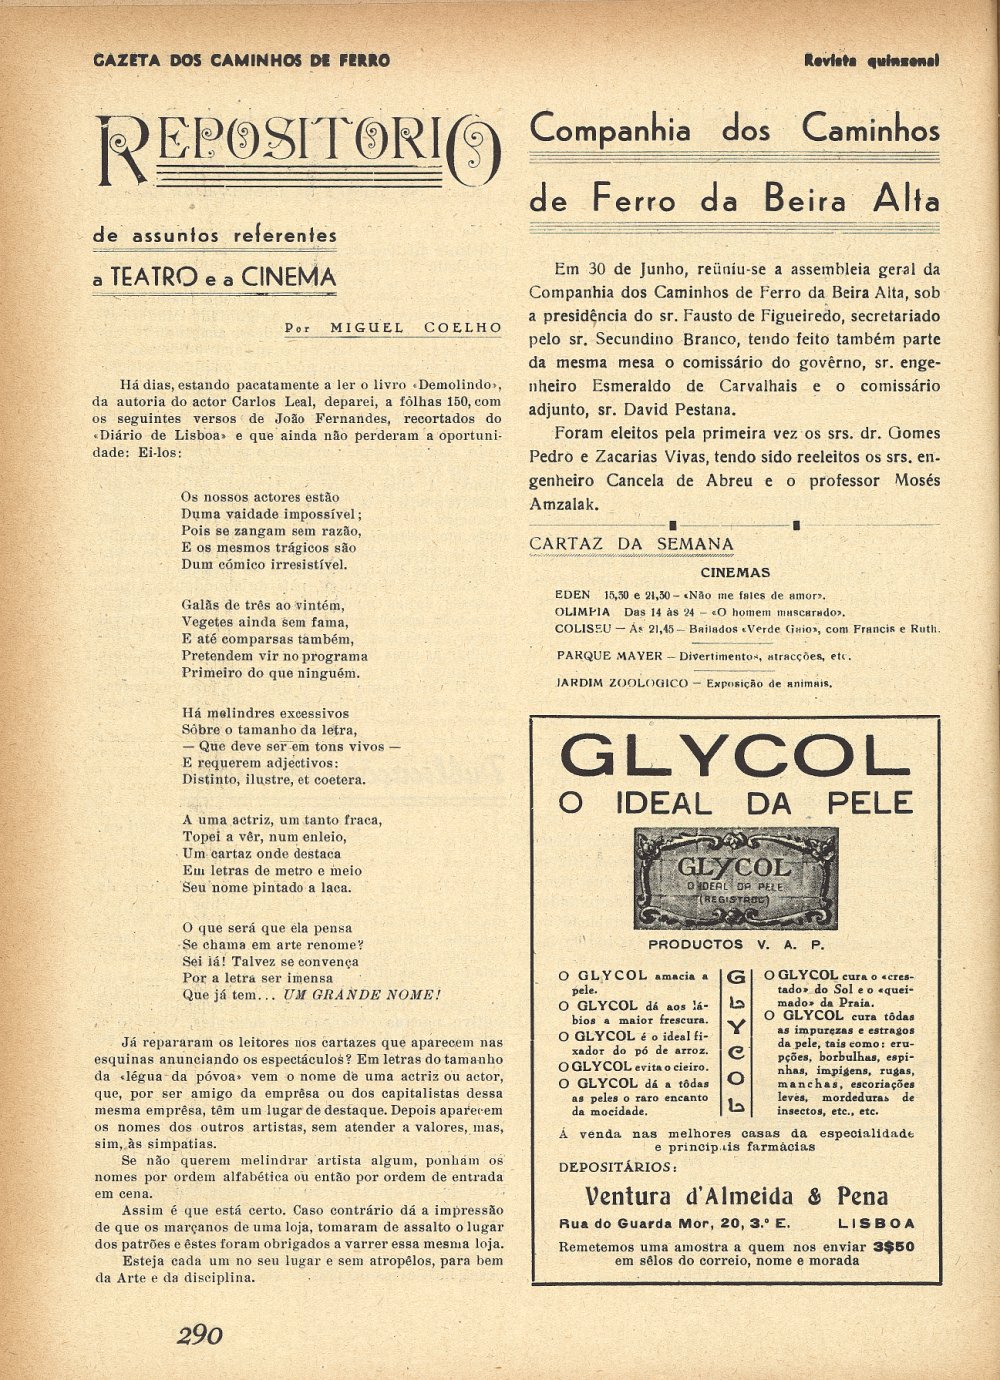 GAZETA DOS CAMINHOS DE FERRO
Revista quinzenal
REPOSITORIO
de assuntos referentes
a TEATRO e a CINEMA
Por MIGUEL COELHO
Há dias, estando pacatamente a ler o livro «Demolindo»,
da autoria do actor Carlos Leal, deparei, a fôlhas 150, com
os seguintes versos de João Fernandes, recortados do
«Diário de Lisboa» e que ainda não perderam a oportuni-
dade: Ei-los:
Os nossos actores estão
Duma vaidade impossível;
Pois se zangam sem razão,
E os mesmos trágicos são
Dum cómico irresistível.
Galãs de três ao vintém,
Vegetes ainda sem fama,
E até comparsas também,
Pretendem vir no programa
Primeiro do que ninguém.
Há melindres excessivos
Sôbre o tamanho da letra,
— Que deve ser em tons vivos —
E requerem adjectivos:
Distinto, ilustre, et coetera.
A uma actriz, um tanto fraca,
Topei a vêr, num enleio,
Um cartaz onde destaca
Em letras de metro e meio
Seu nome pintado a laca.
O que será que ela pensa
Se chama em arte renome?
Sei lá! Talvez se convença
Por a letra ser imensa
Que já tem... UM GRANDE NOME!
Já repararam os leitores nos cartazes que aparecem nas
esquinas anunciando os espectáculos? Em letras do tamanho
da «légua da póvoa» vem o nome de uma actriz ou actor,
que, por ser amigo da emprêsa ou dos capitalistas dessa
mesma emprêsa, têm um lugar de destaque. Depois aparecem
os nomes dos outros artistas, sem atender a valores, mas,
sim, às simpatias.
Se não querem melindrar artista algum, ponham os
nomes por ordem alfabética ou então por ordem de entrada
em cena.
Assim é que está certo. Caso contrário dá a impressão
de que os marçanos de uma loja, tomaram de assalto o lugar
dos patrões e êstes foram obrigados a varrer essa mesma loja.
Esteja cada um no seu lugar e sem atropêlos, para bem
da Arte e da disciplina.
Companhia dos Caminhos
de Ferro da Beira Alta
Em 30 de Junho, reüniu-se a assembleia geral da
Companhia dos Caminhos de Ferro da Beira Alta, sob
a presidência do sr. Fausto de Figueiredo, secretariado
pelo sr. Secundino Branco, tendo feito também parte
da mesma mesa o comissário do govêrno, sr. enge-
nheiro Esmeraldo de Carvalhais e o comissário
adjunto, sr. David Pestana.
Foram eleitos pela primeira vez os srs. dr. Gomes
Pedro e Zacarias Vivas, tendo sido reeleitos os srs. en-
genheiro Cancela de Abreu e o professor Mosés
Amzalak.
CARTAZ DA SEMANA
CINEMAS
EDEN 15,30 e 21,30 – «Não me fales de amor».
OLIMPIA Das 14 às 24 – «O homem mascarado».
COLISEU — Ás 21,45 — Bailados «Verde Gaio», com Francis e Ruth.
PARQUE MAYER — Divertimentos, atracções, etc.
JARDIM ZOOLOGICO — Exposição de animais.
GLYCOL
O IDEAL DA PELE
GLYCOL
O IDEAL DA PELE
(REGISTADO)
PRODUCTOS V. A. P.
O GLYCOL amacia a
pele.
O GLYCOL dá aos lá-
bios a maior frescura.
O GLYCOL é o ideal fi-
xador do pó de arroz.
O GLYCOL evita o cieiro.
O GLYCOL dá a tôdas
as peles o raro encanto
da mocidade.
G
L
Y
C
O
L
O GLYCOL cura o «cres-
tado» do Sol e o «quei-
mado» da Praia.
O GLYCOL cura tôdas
as impurezas e estragos
da pele, tais como: eru-
pções, borbulhas, espi-
nhas, impigens, rugas,
manchas, escoriações
leves, mordeduras de
insectos, etc., etc.
Á venda nas melhores casas da especialidade
e principais farmácias
DEPOSITÁRIOS:
Ventura d'Almeida & Pena
Rua do Guarda Mor, 20, 3.º E. LISBOA
Remetemos uma amostra a quem nos enviar 3$50
em sêlos do correio, nome e morada
290